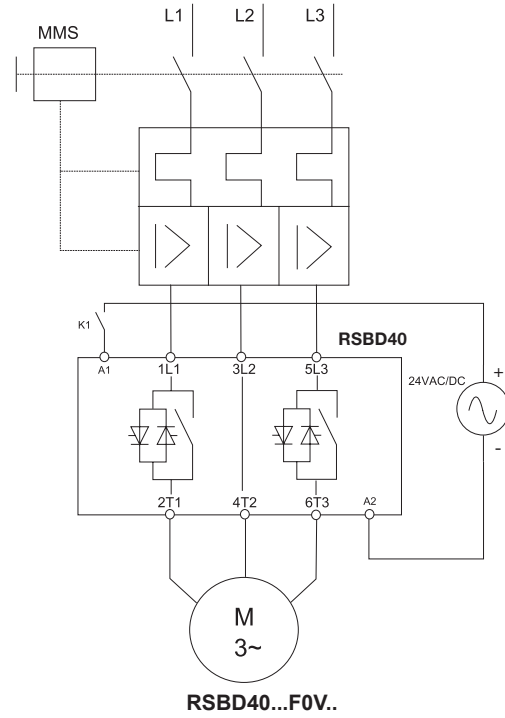 L1 L2 L3
MMS
K1
RSBD40
A1 1L1 3L2 5L3
24VAC/DC
+
-
2T1 4T2 6T3 A2
M
3~
RSBD40...F0V..